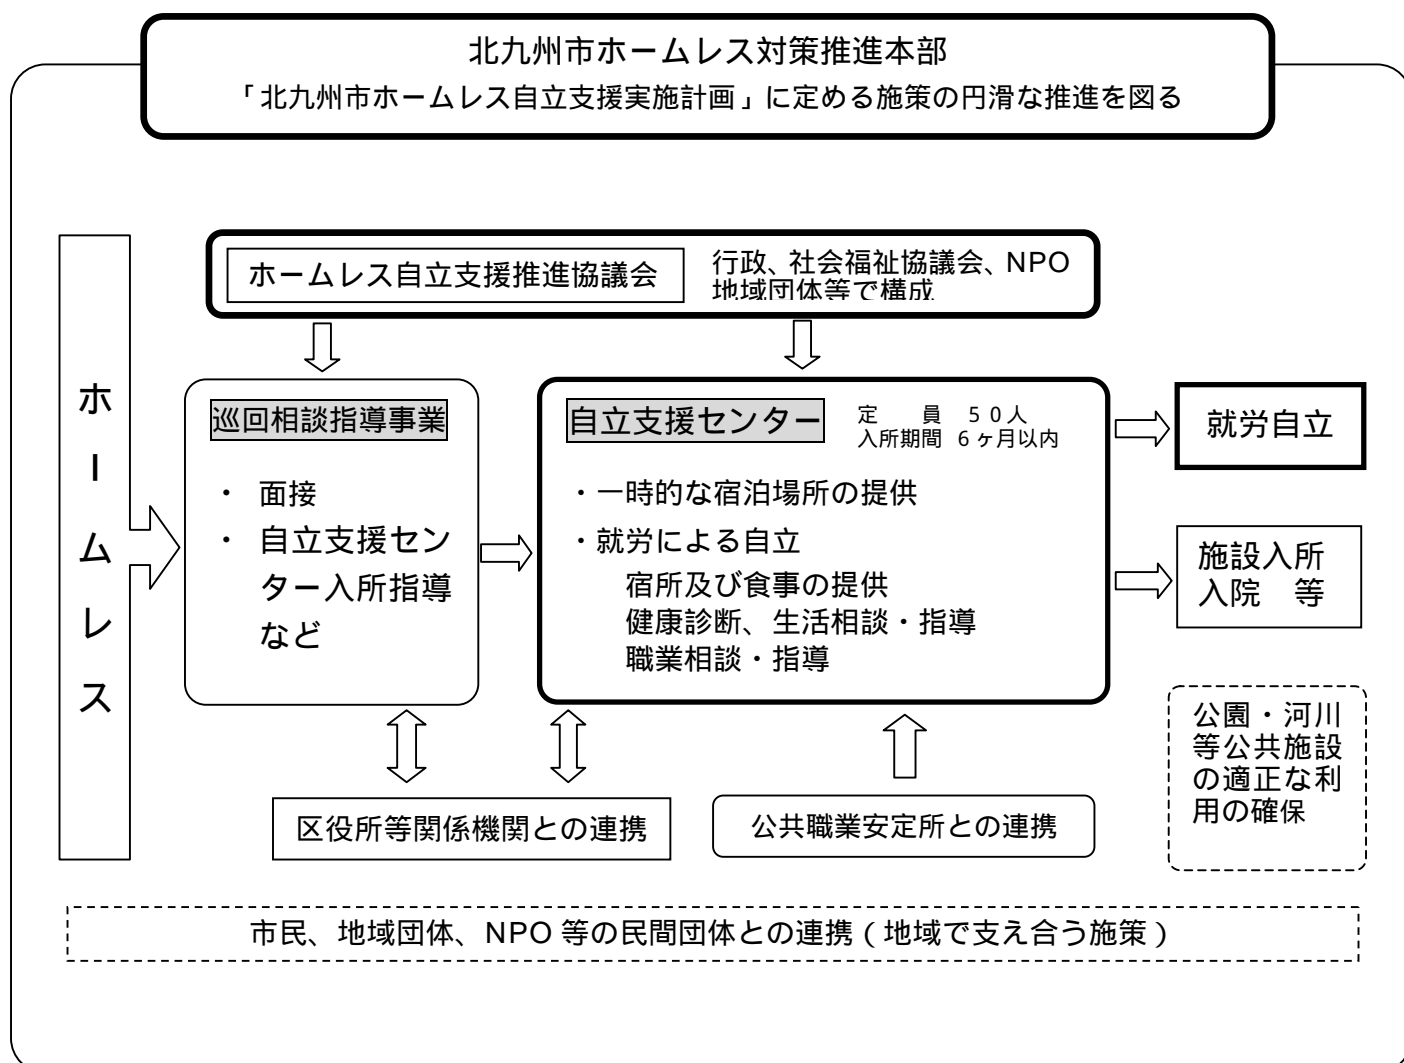 北九州市ホームレス対策推進本部
「北九州市ホームレス自立支援実施計画」に定める施策の円滑な推進を図る
ホームレス
ホームレス自立支援推進協議会
行政、社会福祉協議会、NPO
地域団体等で構成
巡回相談指導事業
・ 面接
・ 自立支援セン
ター入所指導
など
自立支援センター
定　員　５０人
入所期間　６ヶ月以内
・一時的な宿泊場所の提供
・就労による自立
宿所及び食事の提供
健康診断、生活相談・指導
職業相談・指導
就労自立
施設入所
入院　等
公園・河川
等公共施設
の適正な利
用の確保
区役所等関係機関との連携
公共職業安定所との連携
市民、地域団体、NPO 等の民間団体との連携（地域で支え合う施策）